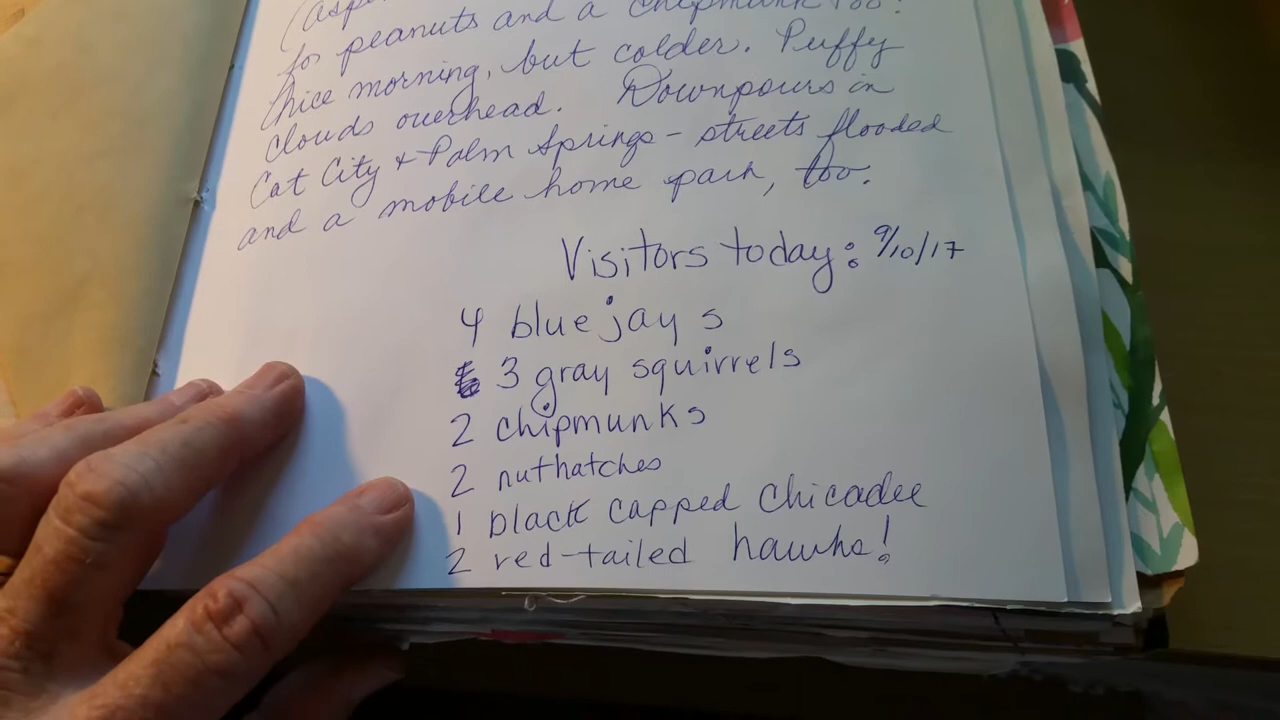 for peanuts and a chipmunk too!
Nice morning, but colder. Puffy
clouds overhead. Downpours in
Cat City & Palm Springs - streets flooded
and a mobile home park, too.
Visitors today: 9/10/17
4 blue jays
3 gray squirrels
2 chipmunks
2 nuthatches
1 black capped chicadee
2 red-tailed hawks!